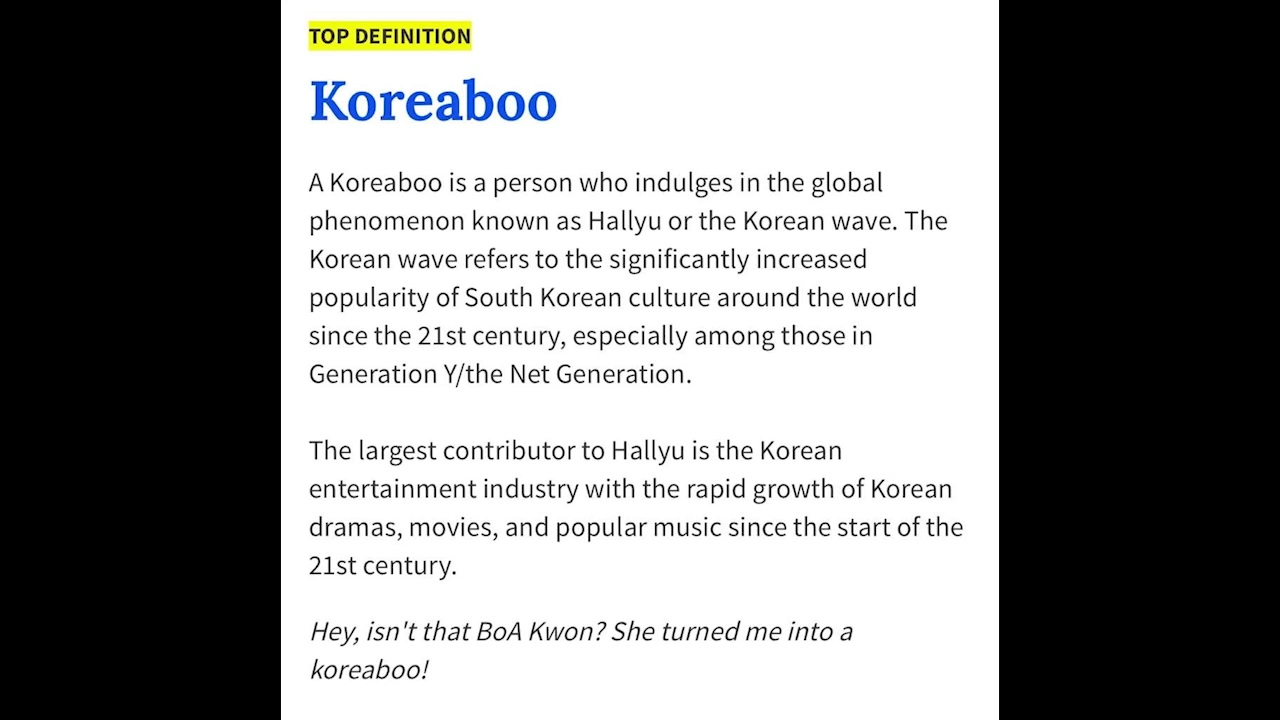 TOP DEFINITION
Koreaboo
A Koreaboo is a person who indulges in the global
phenomenon known as Hallyu or the Korean wave. The
Korean wave refers to the significantly increased
popularity of South Korean culture around the world
since the 21st century, especially among those in
Generation Y/the Net Generation.
The largest contributor to Hallyu is the Korean
entertainment industry with the rapid growth of Korean
dramas, movies, and popular music since the start of the
21st century.
Hey, isn't that BoA Kwon? She turned me into a
koreaboo!